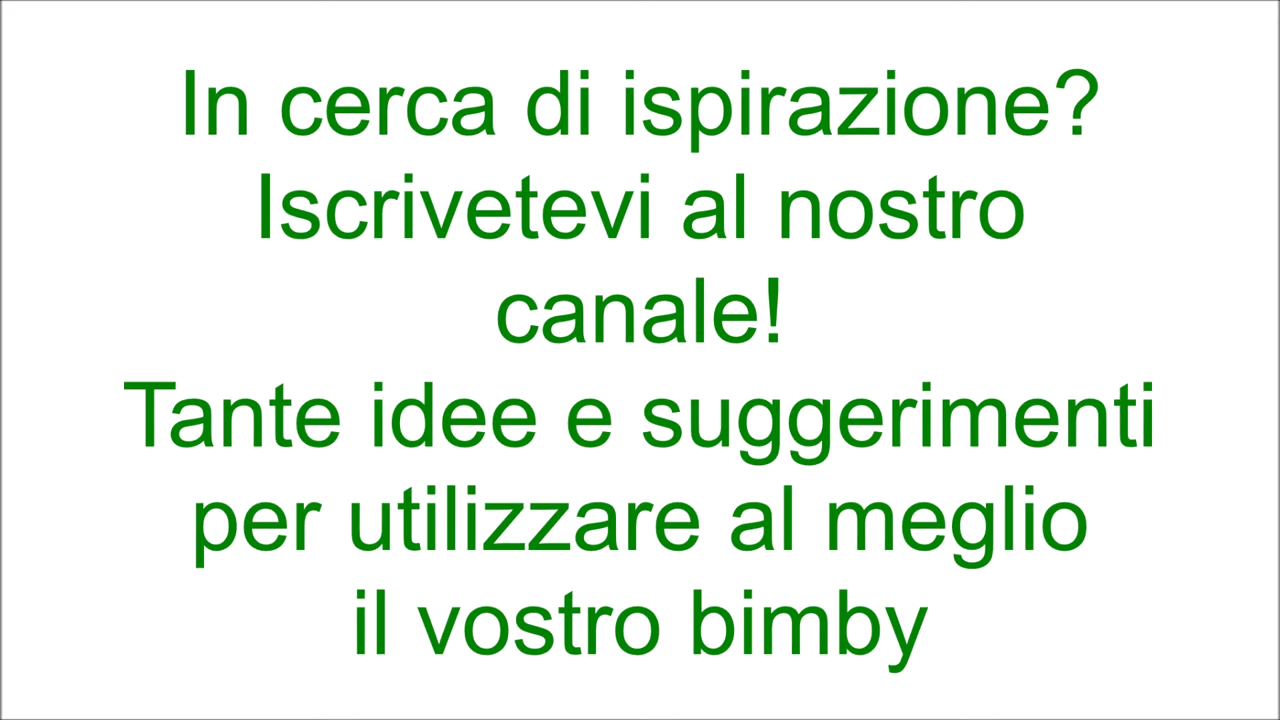 In cerca di ispirazione?
Iscrivetevi al nostro
canale!
Tante idee e suggerimenti
per utilizzare al meglio
il vostro bimby